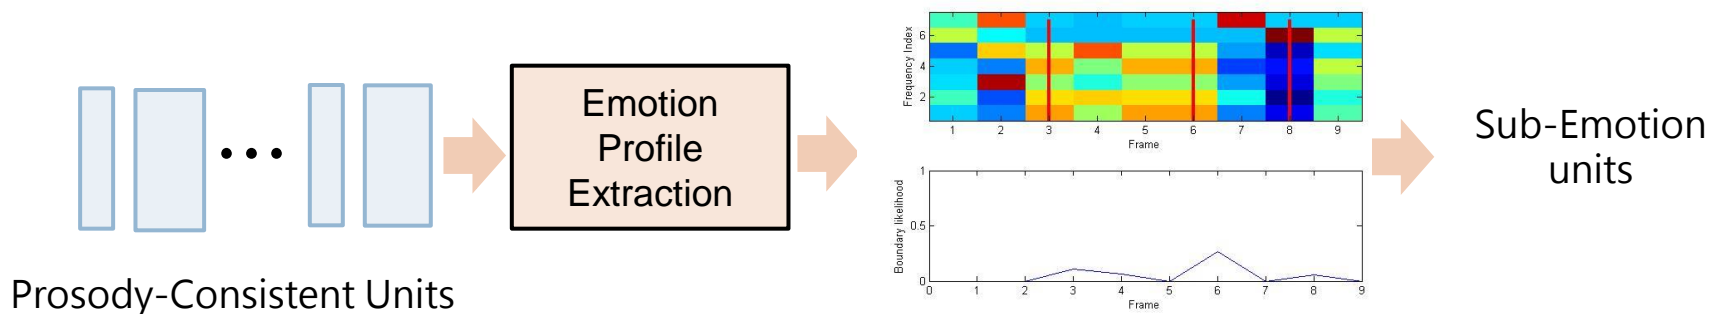 Prosody-Consistent Units
•••
Emotion
Profile
Extraction
Frequency Index
6
4
2
1 2 3 4 5 6 7 8 9
Frame
Boundary likelihood
1
0.5
0
0 1 2 3 4 5 6 7 8 9
Frame
Sub-Emotion
units